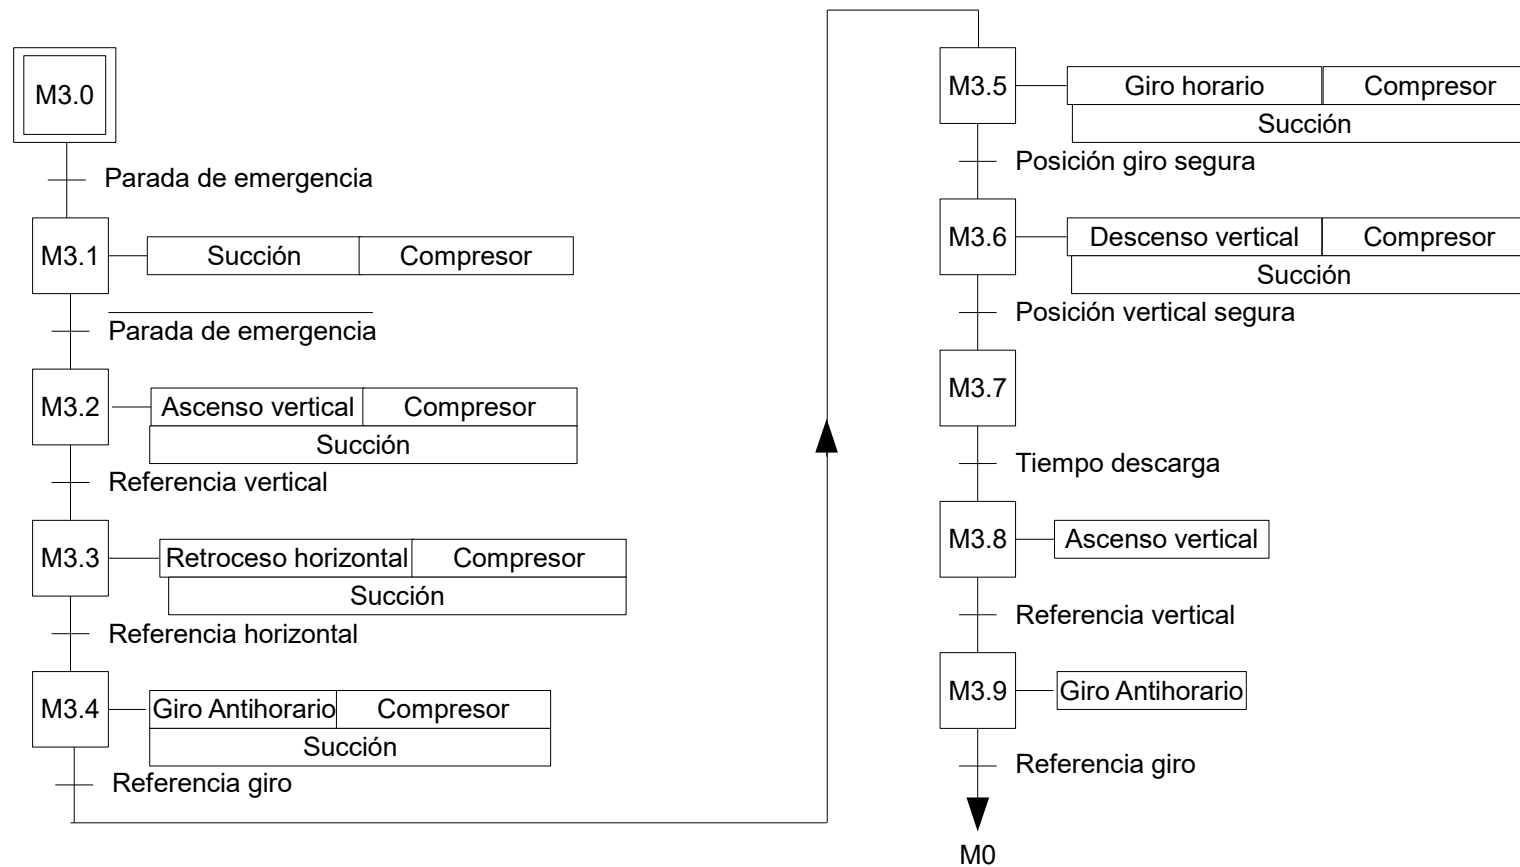 M3.0
Parada de emergencia
M3.1
Succión
Compresor
Parada de emergencia
M3.2
Ascenso vertical
Compresor
Succión
Referencia vertical
M3.3
Retroceso horizontal
Compresor
Succión
Referencia horizontal
M3.4
Giro Antihorario
Compresor
Succión
Referencia giro
M3.5
Giro horario
Compresor
Succión
Posición giro segura
M3.6
Descenso vertical
Compresor
Succión
Posición vertical segura
M3.7
Tiempo descarga
M3.8
Ascenso vertical
Referencia vertical
M3.9
Giro Antihorario
Referencia giro
M0